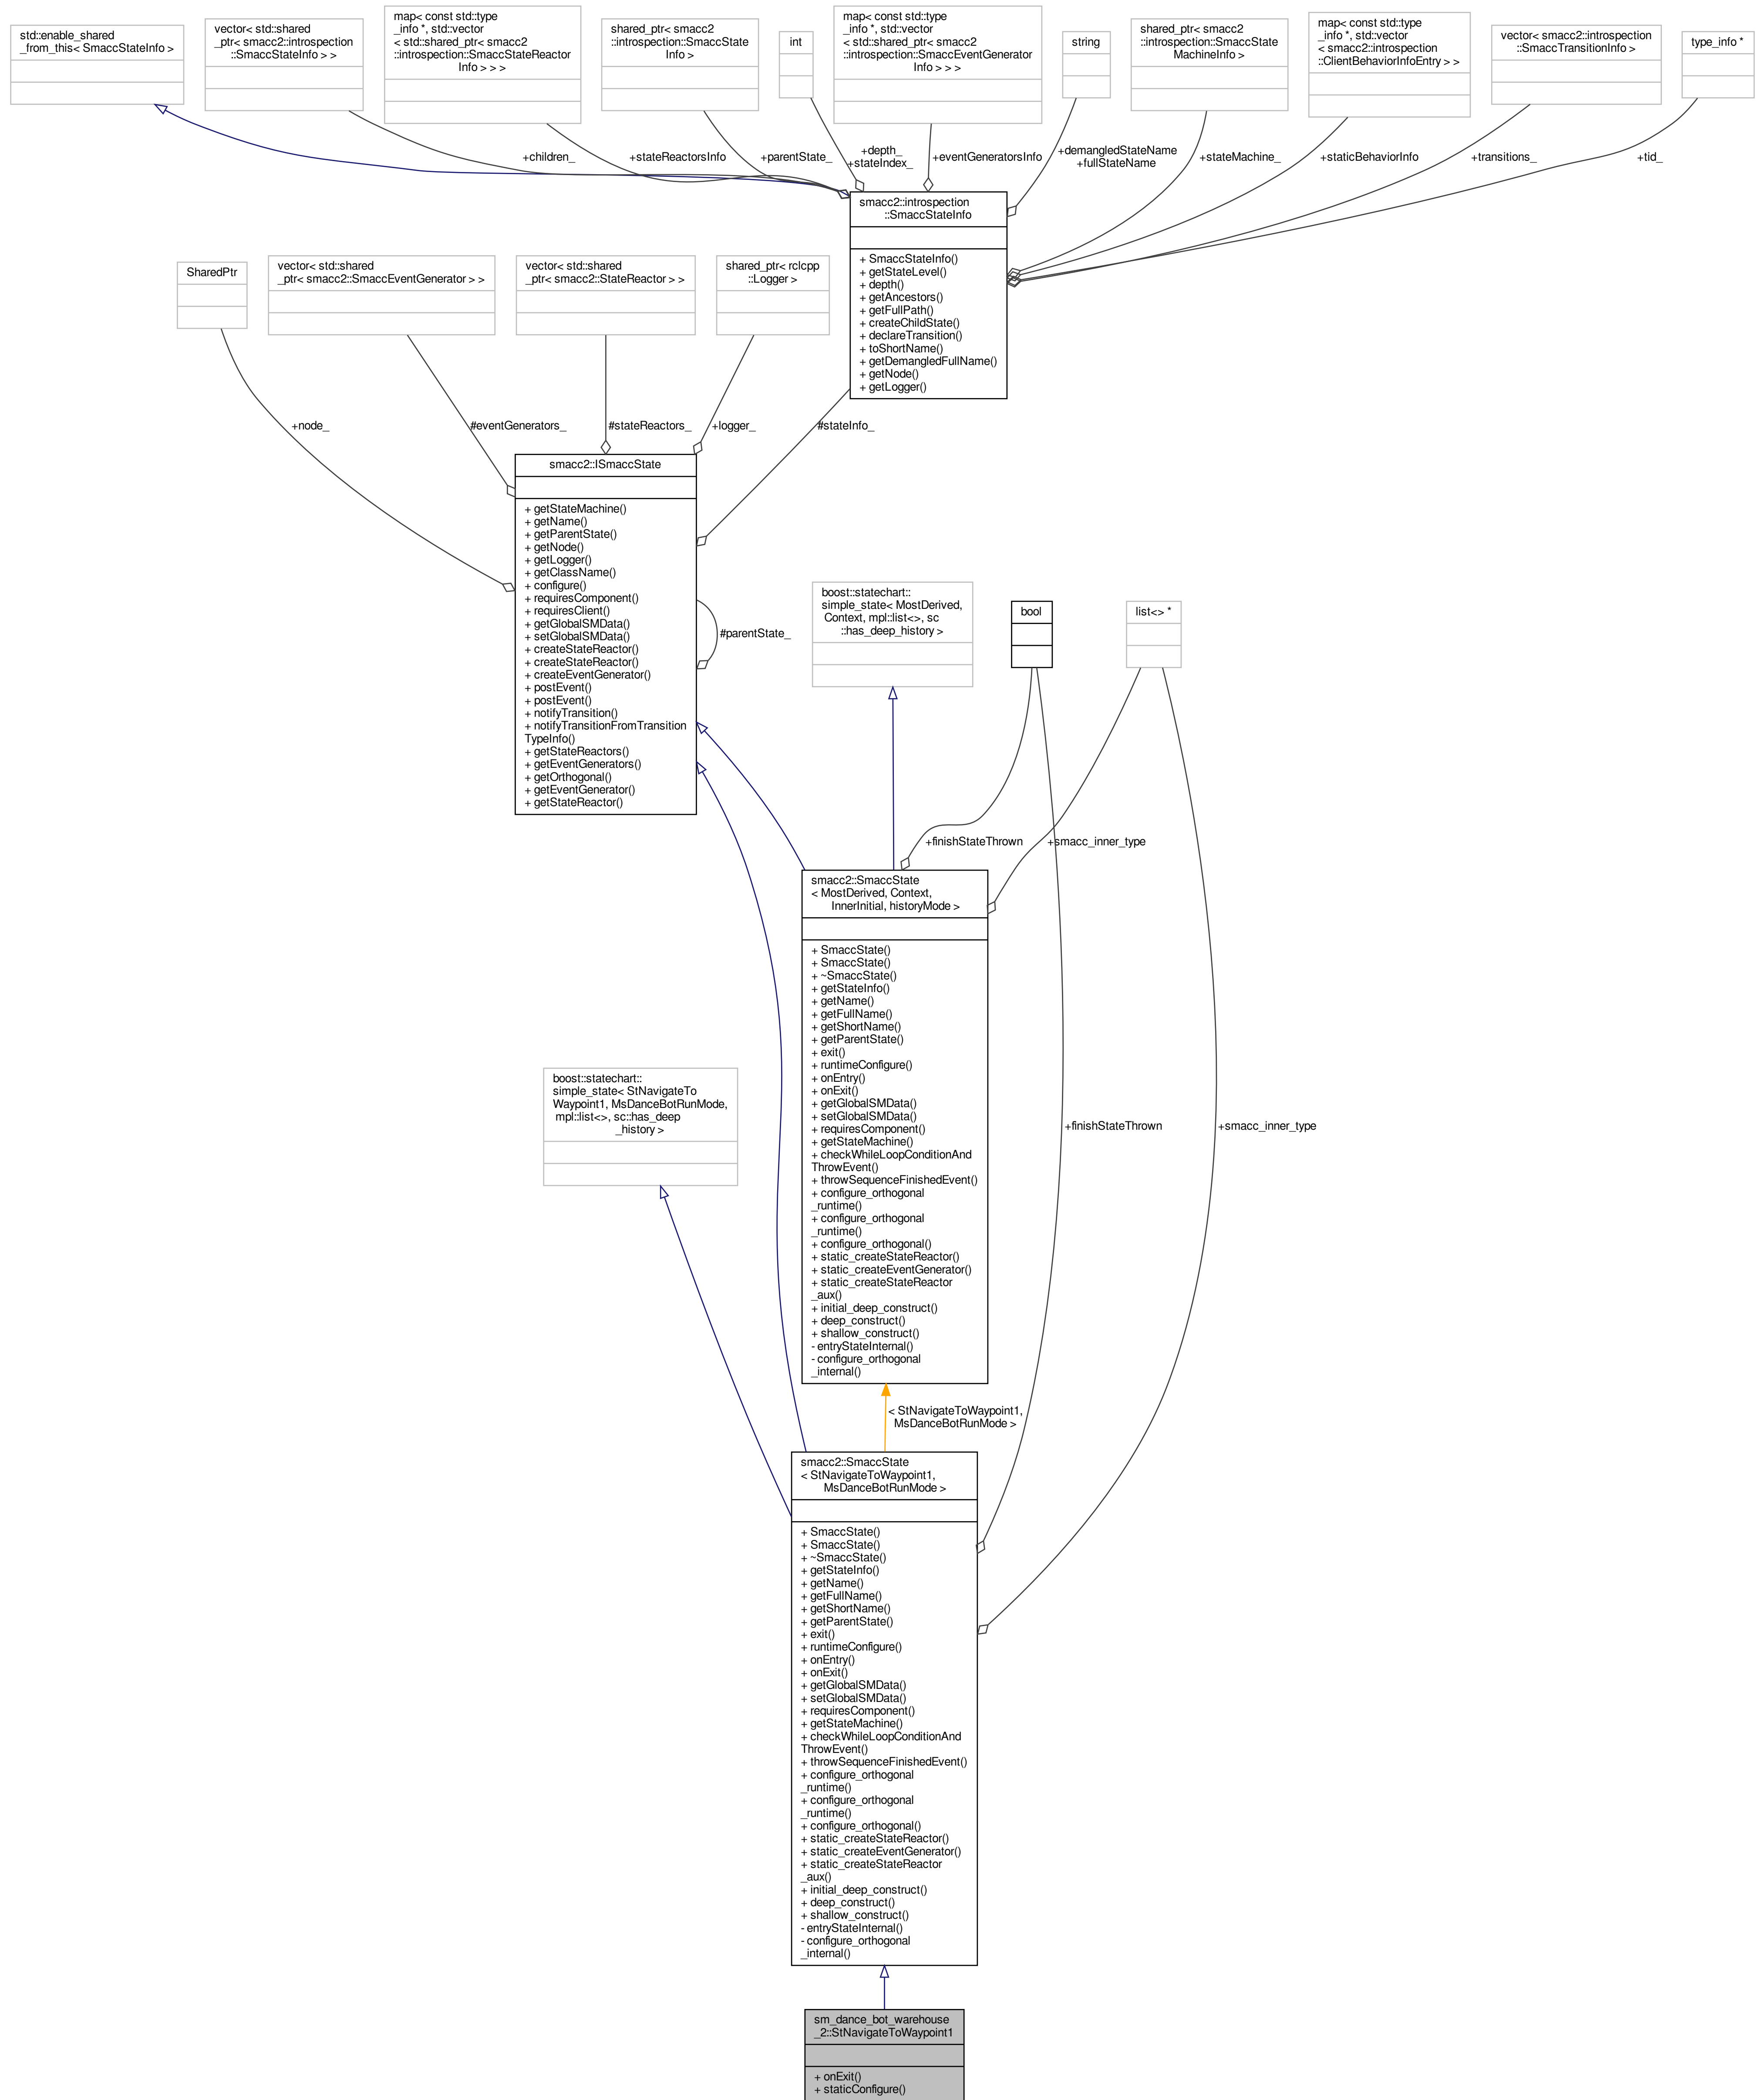 std::enable_shared
_from_this< SmaccStateInfo >
vector< std::shared
_ptr< smacc2::introspection
::SmaccStateInfo > >
map< const std::type
_info *, std::vector
< std::shared_ptr< smacc2
::introspection::SmaccStateReactor
Info > > >
shared_ptr< smacc2
::introspection::SmaccState
Info >
int
map< const std::type
_info *, std::vector
< std::shared_ptr< smacc2
::introspection::SmaccEventGenerator
Info > > >
string
shared_ptr< smacc2
::introspection::SmaccState
MachineInfo >
map< const std::type
_info *, std::vector
< smacc2::introspection
::ClientBehaviorInfoEntry > >
vector< smacc2::introspection
::SmaccTransitionInfo >
type_info *
+children_
+stateReactorsInfo
+parentState_
+depth_
+stateIndex_
+eventGeneratorsInfo
+demangledStateName
+fullStateName
+stateMachine_
+staticBehaviorInfo
+transitions_
+tid_
smacc2::introspection
::SmaccStateInfo
+ SmaccStateInfo()
+ getStateLevel()
+ depth()
+ getAncestors()
+ getFullPath()
+ createChildState()
+ declareTransition()
+ toShortName()
+ getDemangledFullName()
+ getNode()
+ getLogger()
SharedPtr
vector< std::shared
_ptr< smacc2::SmaccEventGenerator > >
vector< std::shared
_ptr< smacc2::StateReactor > >
shared_ptr< rclcpp
::Logger >
+node_
#eventGenerators_
#stateReactors_
+logger_
#stateInfo_
smacc2::ISmaccState
+ getStateMachine()
+ getName()
+ getParentState()
+ getNode()
+ getLogger()
+ getClassName()
+ configure()
+ requiresComponent()
+ requiresClient()
+ getGlobalSMData()
+ setGlobalSMData()
+ createStateReactor()
+ createStateReactor()
+ createEventGenerator()
+ postEvent()
+ postEvent()
+ notifyTransition()
+ notifyTransitionFromTransition
TypeInfo()
+ getStateReactors()
+ getEventGenerators()
+ getOrthogonal()
+ getEventGenerator()
+ getStateReactor()
#parentState_
boost::statechart::
simple_state< MostDerived,
Context, mpl::list<>, sc
::has_deep_history >
bool
list<> *
+finishStateThrown
+smacc_inner_type
smacc2::SmaccState
< MostDerived, Context,
InnerInitial, historyMode >
+ SmaccState()
+ SmaccState()
+ ~SmaccState()
+ getStateInfo()
+ getName()
+ getFullName()
+ getShortName()
+ getParentState()
+ exit()
+ runtimeConfigure()
+ onEntry()
+ onExit()
+ getGlobalSMData()
+ setGlobalSMData()
+ requiresComponent()
+ getStateMachine()
+ checkWhileLoopConditionAnd
ThrowEvent()
+ throwSequenceFinishedEvent()
+ configure_orthogonal
_runtime()
+ configure_orthogonal
_runtime()
+ configure_orthogonal()
+ static_createStateReactor()
+ static_createEventGenerator()
+ static_createStateReactor
_aux()
+ initial_deep_construct()
+ deep_construct()
+ shallow_construct()
- entryStateInternal()
- configure_orthogonal
_internal()
boost::statechart::
simple_state< StNavigateTo
Waypoint1, MsDanceBotRunMode,
mpl::list<>, sc::has_deep
_history >
+finishStateThrown
+smacc_inner_type
< StNavigateToWaypoint1,
MsDanceBotRunMode >
smacc2::SmaccState
< StNavigateToWaypoint1,
MsDanceBotRunMode >
+ SmaccState()
+ SmaccState()
+ ~SmaccState()
+ getStateInfo()
+ getName()
+ getFullName()
+ getShortName()
+ getParentState()
+ exit()
+ runtimeConfigure()
+ onEntry()
+ onExit()
+ getGlobalSMData()
+ setGlobalSMData()
+ requiresComponent()
+ getStateMachine()
+ checkWhileLoopConditionAnd
ThrowEvent()
+ throwSequenceFinishedEvent()
+ configure_orthogonal
_runtime()
+ configure_orthogonal
_runtime()
+ configure_orthogonal()
+ static_createStateReactor()
+ static_createEventGenerator()
+ static_createStateReactor
_aux()
+ initial_deep_construct()
+ deep_construct()
+ shallow_construct()
- entryStateInternal()
- configure_orthogonal
_internal()
sm_dance_bot_warehouse
_2::StNavigateToWaypoint1
+ onExit()
+ staticConfigure()